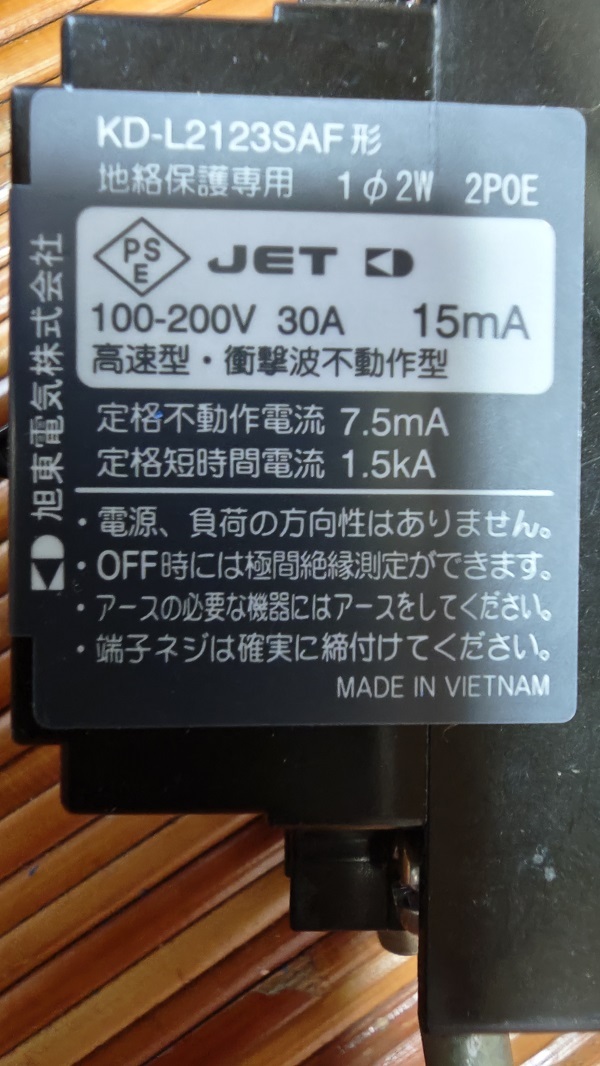 KD-L2123SAF形
地絡保護専用 1φ2W 2P0E
PSE JET
100-200V 30A 15mA
高速型・衝撃波不動作型
定格不動作電流 7.5mA
定格短時間電流 1.5kA
・電源、負荷の方向性はありません。
・OFF時には極間絶縁測定ができます。
・アースの必要な機器にはアースをしてください。
・端子ネジは確実に締付けてください。
MADE IN VIETNAM
旭東電気株式会社